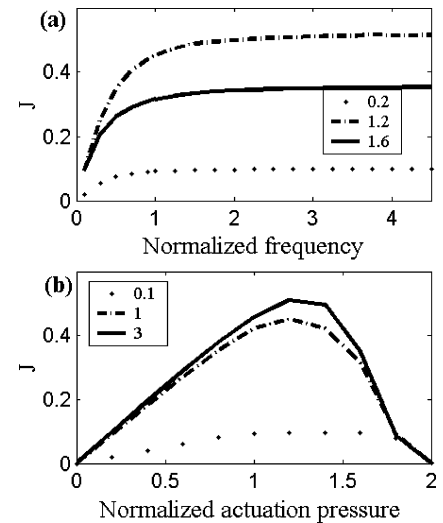 (a)
0.4
0.2
0
J
0.2
1.2
1.6
0 1.0 2 3 4
Normalized frequency
(b)
0.1
1
3
0.4
0.2
0
J
0 0.5 1 1.5 2
Normalized actuation pressure